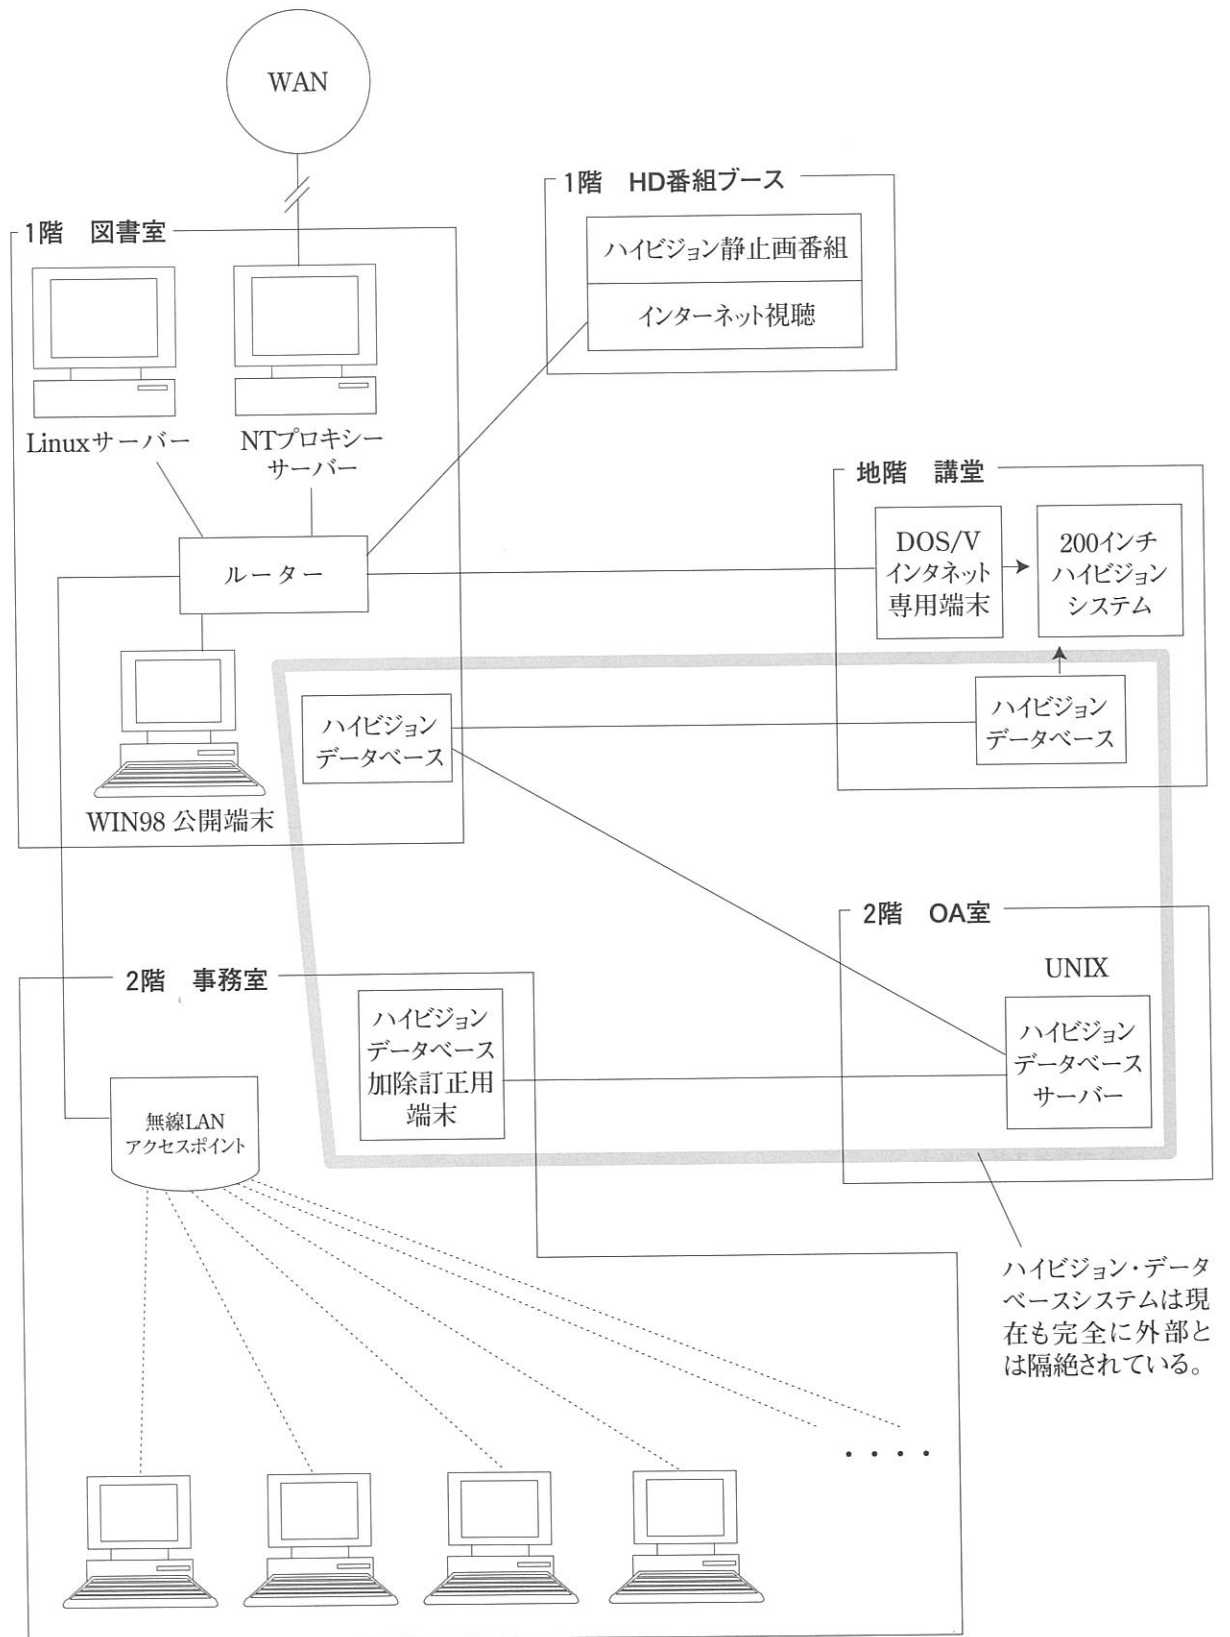 WAN
1階 HD番組ブース
ハイビジョン静止画番組
インターネット視聴
1階 図書室
Linuxサーバー
NTプロキシー
サーバー
ルーター
WIN98 公開端末
ハイビジョン
データベース
地階 講堂
DOS/V
インタネット
専用端末
200インチ
ハイビジョン
システム
ハイビジョン
データベース
2階 OA室
UNIX
ハイビジョン
データベース
サーバー
2階 事務室
ハイビジョン
データベース
加除訂正用
端末
無線LAN
アクセスポイント
ハイビジョン・データ
ベースシステムは現
在も完全に外部と
は隔絶されている。
・・・・